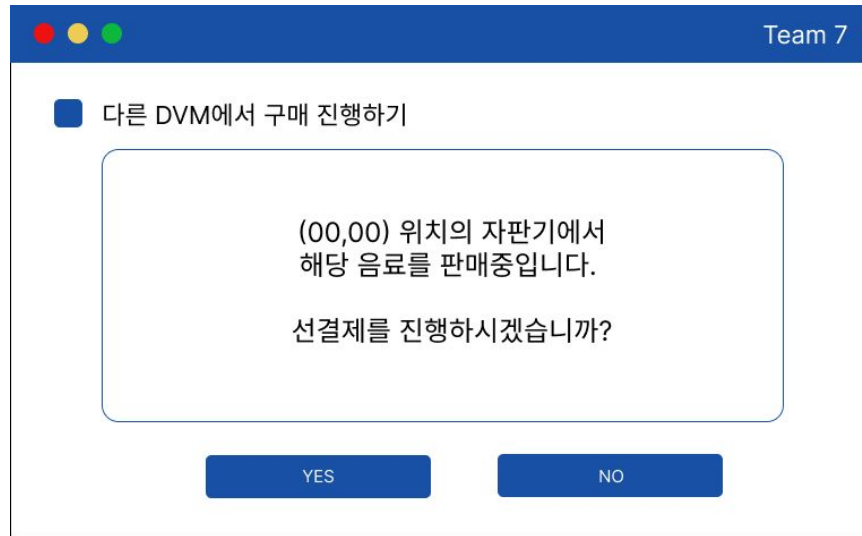 Team 7
다른 DVM에서 구매 진행하기
(00,00) 위치의 자판기에서
해당 음료를 판매중입니다.
선결제를 진행하시겠습니까?
YES
NO